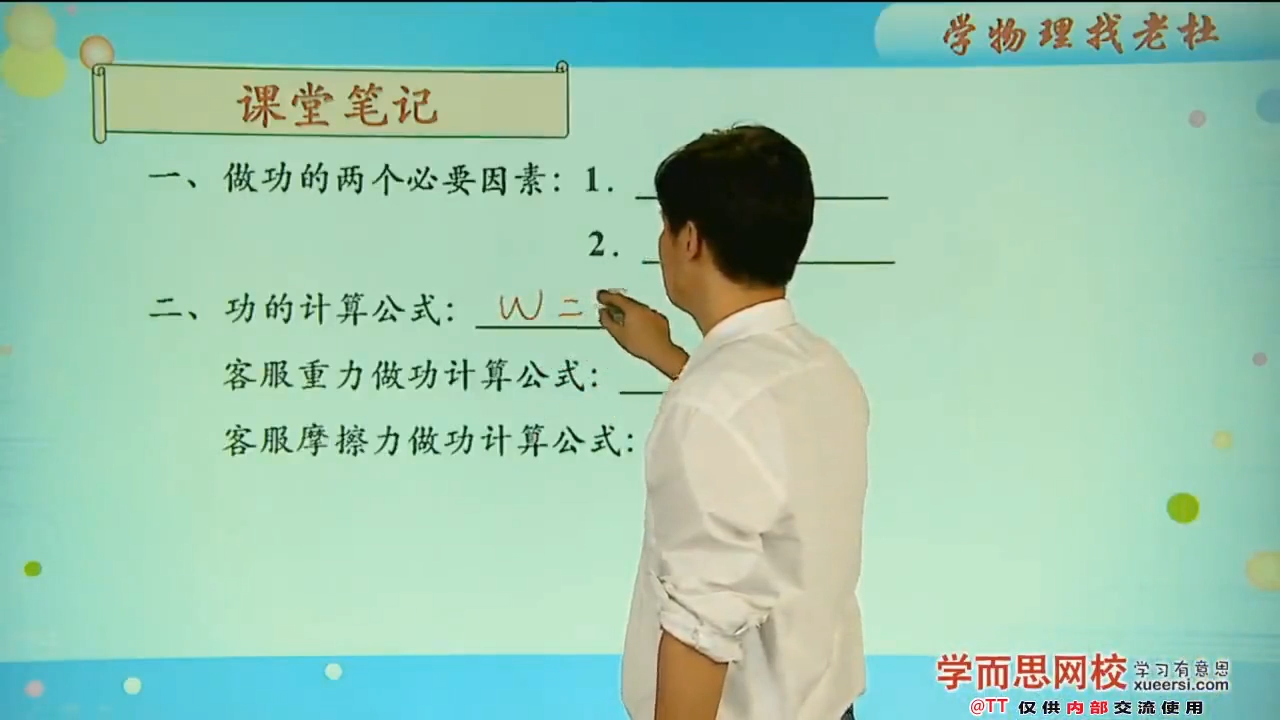 学物理找老杜
课堂笔记
一、做功的两个必要因素：1.
2.
二、功的计算公式： W =
客服重力做功计算公式：
客服摩擦力做功计算公式：
学而思网校 学习有意思
xueersi.com
@TT 仅供内部交流使用